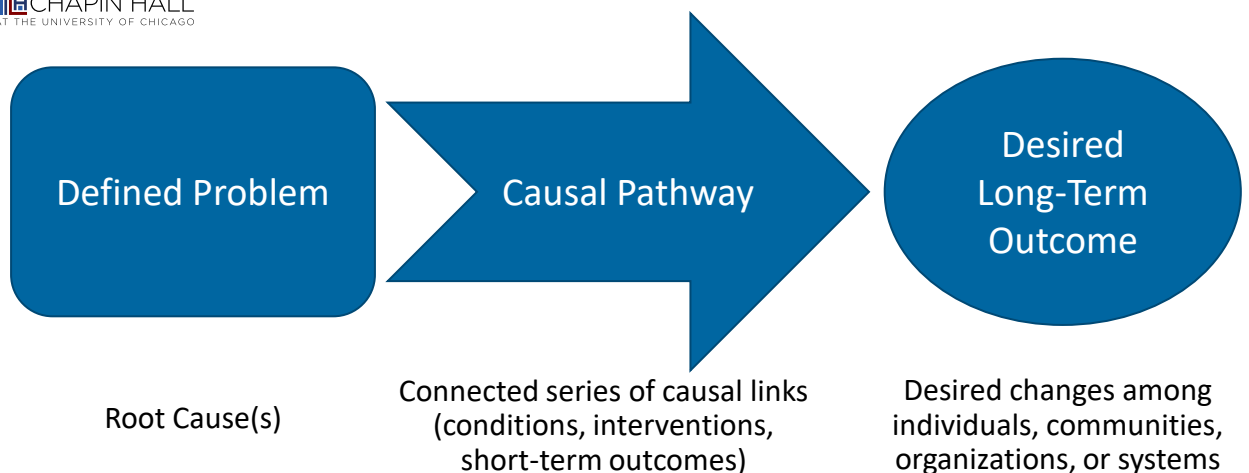 CHAPIN HALL
AT THE UNIVERSITY OF CHICAGO
Defined Problem
Causal Pathway
Desired
Long-Term
Outcome
Root Cause(s)
Connected series of causal links
(conditions, interventions,
short-term outcomes)
Desired changes among
individuals, communities,
organizations, or systems